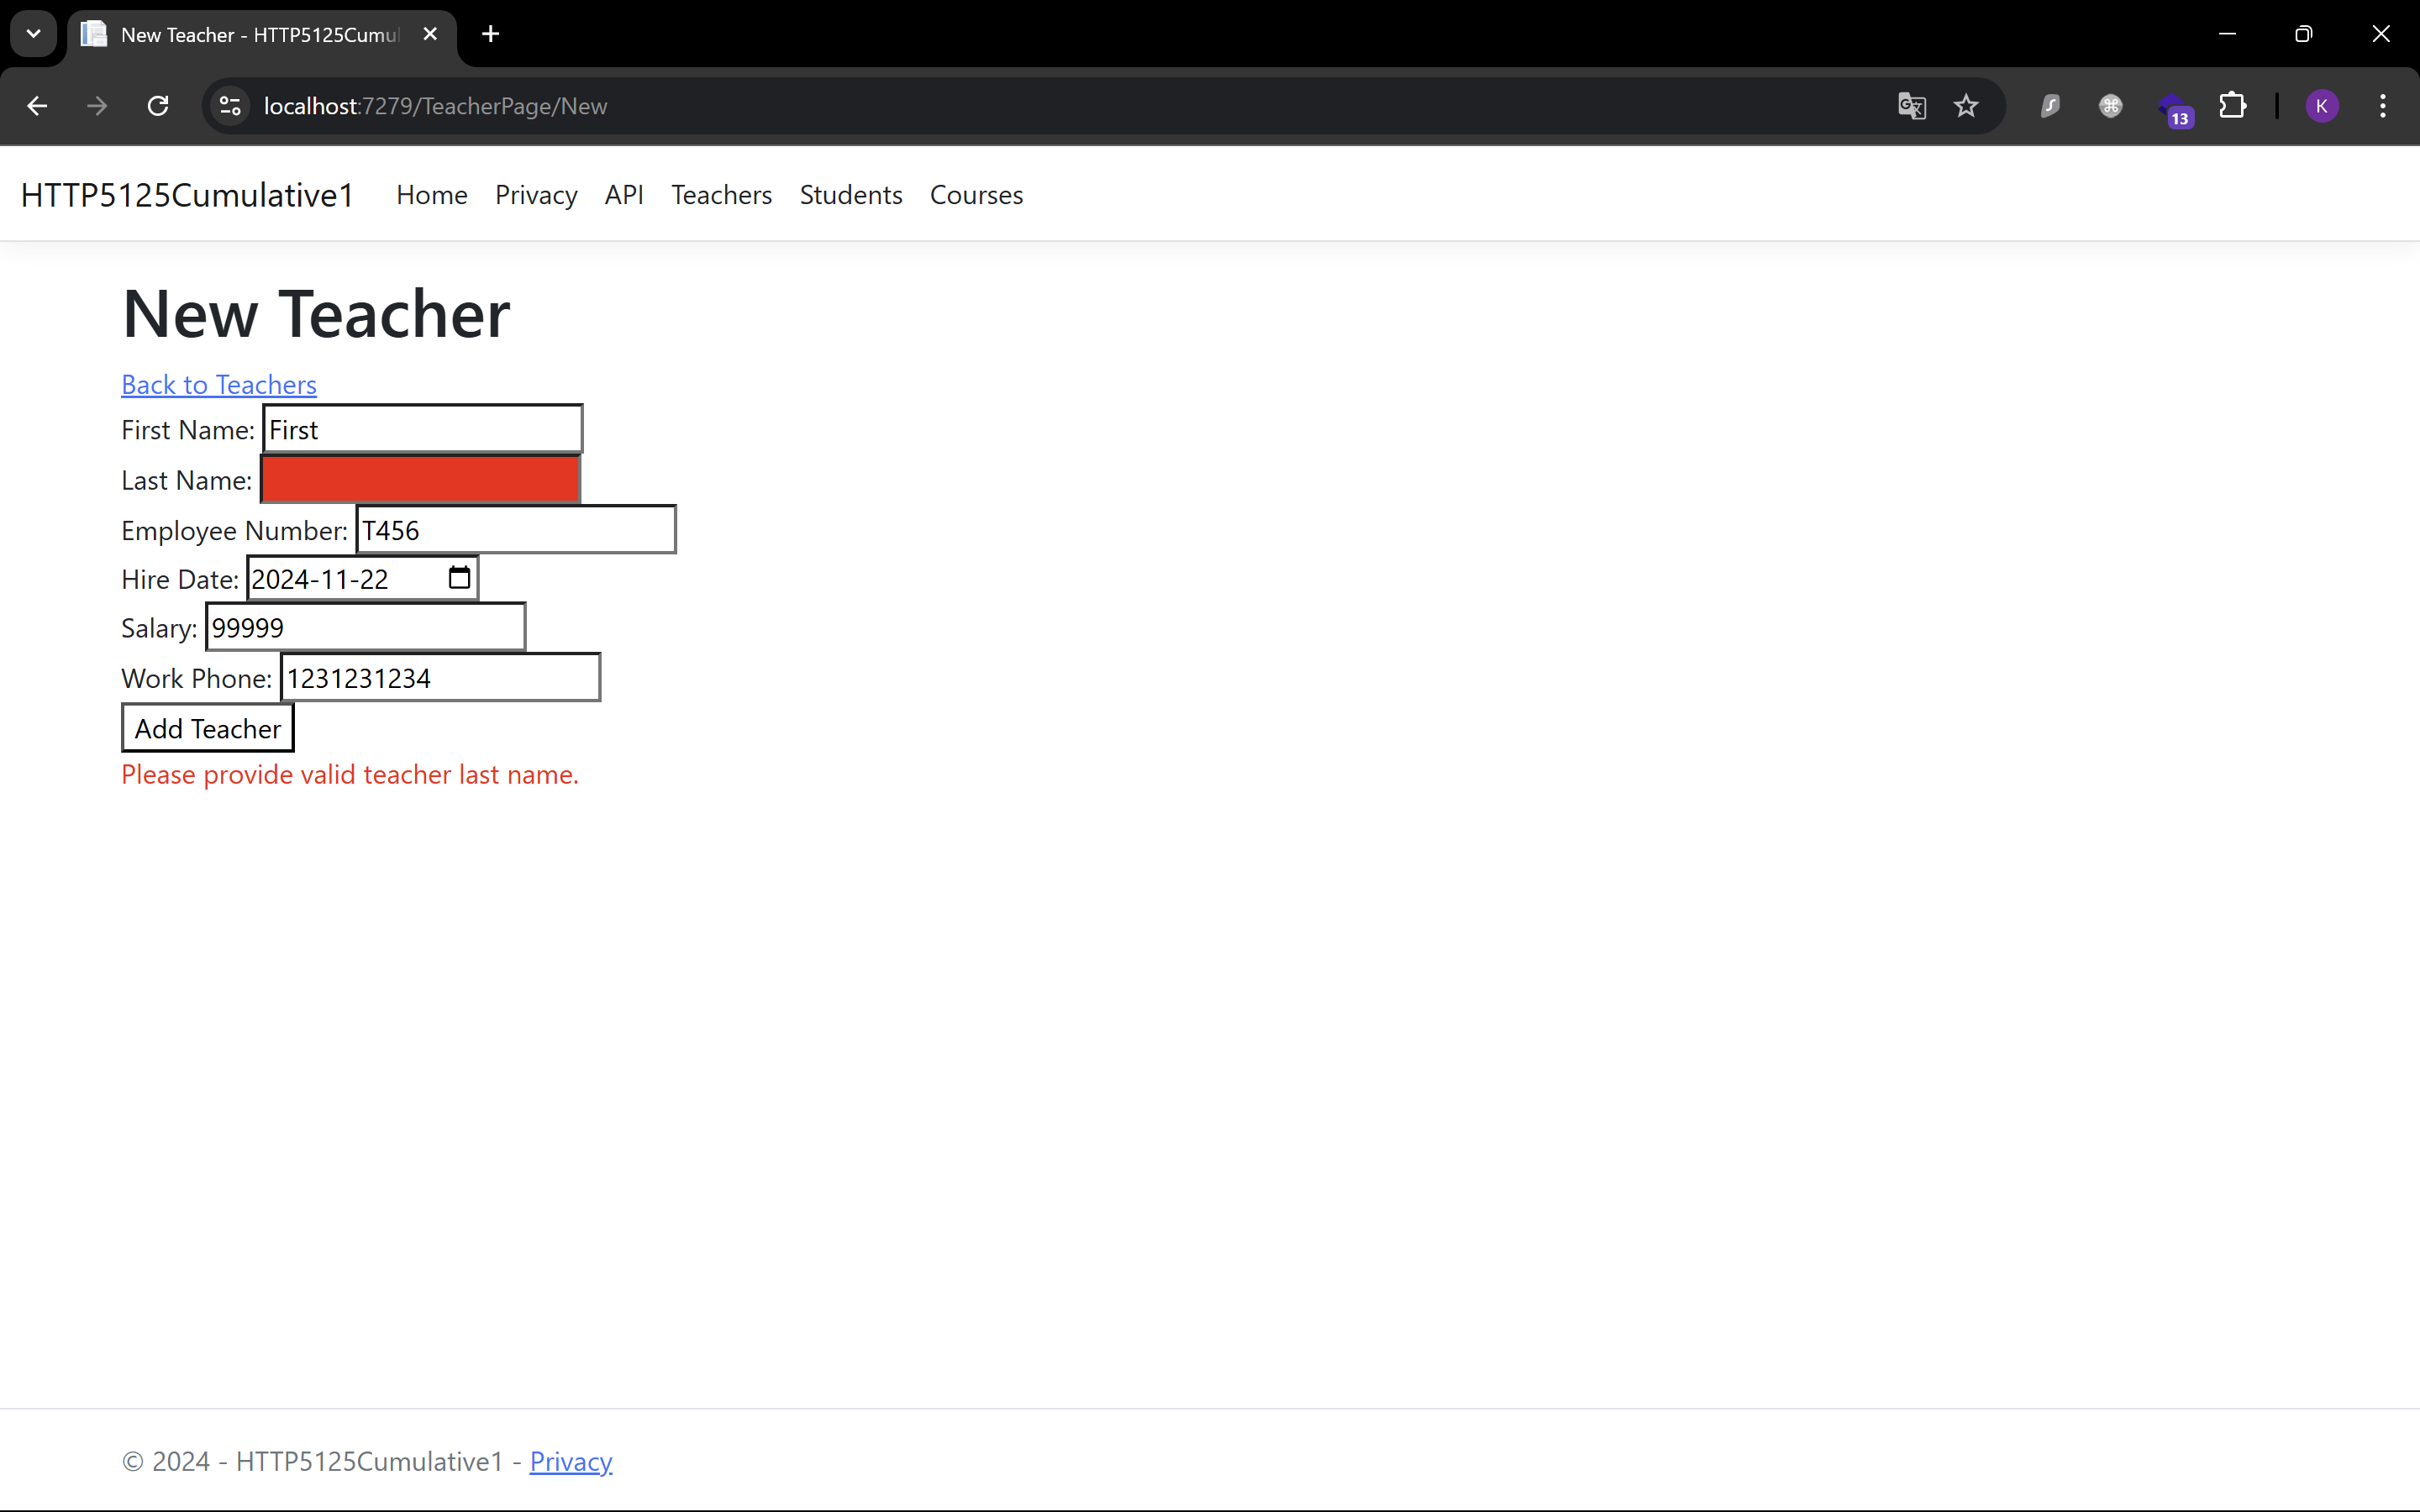 New Teacher - HTTP5125Cumul
localhost:7279/TeacherPage/New
13
K
HTTP5125Cumulative1 Home Privacy API Teachers Students Courses
New Teacher
Back to Teachers
First Name: First
Last Name:
Employee Number: T456
Hire Date: 2024-11-22
Salary: 99999
Work Phone: 1231231234
Add Teacher
Please provide valid teacher last name.
© 2024 - HTTP5125Cumulative1 - Privacy